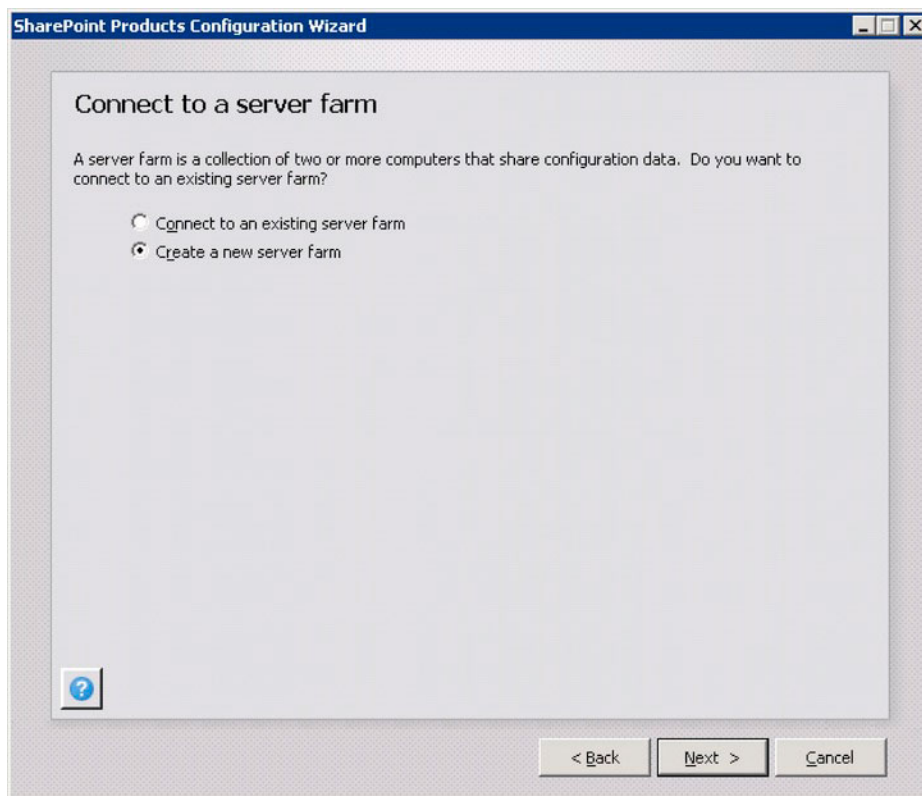 SharePoint Products Configuration Wizard
Connect to a server farm
A server farm is a collection of two or more computers that share configuration data.  Do you want to
connect to an existing server farm?
Connect to an existing server farm
Create a new server farm
?
< Back
Next >
Cancel